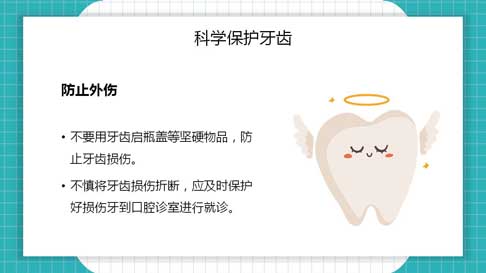 科学保护牙齿
防止外伤
• 不要用牙齿启瓶盖等坚硬物品，防
止牙齿损伤。
• 不慎将牙齿损伤折断，应及时保护
好损伤牙到口腔诊室进行就诊。